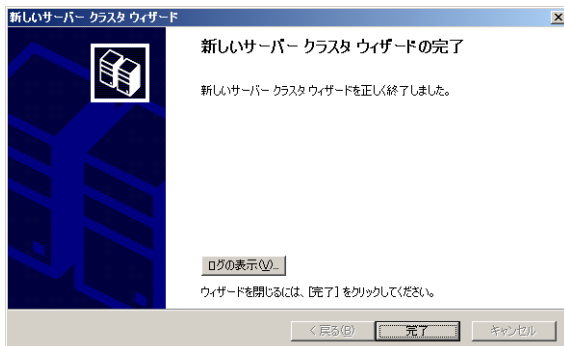 新しいサーバー クラスタ ウィザード
新しいサーバー クラスタ ウィザードの完了
新しいサーバー クラスタ ウィザードを正しく終了しました。
ログの表示(V)...
ウィザードを閉じるには、[完了] をクリックしてください。
< 戻る(B)
完了
キャンセル